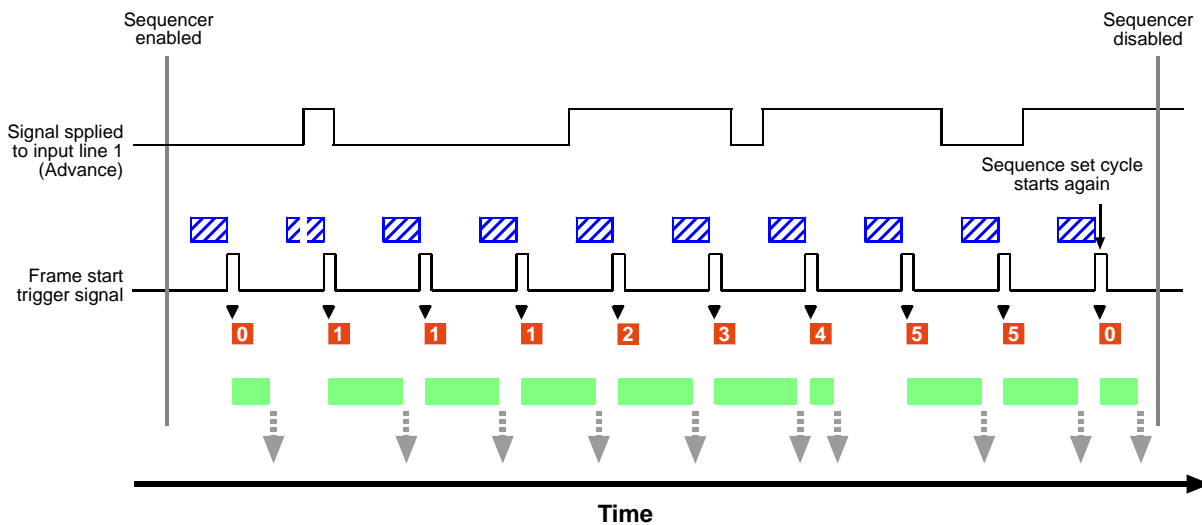 Sequencer
enabled
Sequencer
disabled
Signal spplied
to input line 1
(Advance)
Sequence set cycle
starts again
Frame start
trigger signal
0 1 1 1 2 3 4 5 5 0
Time